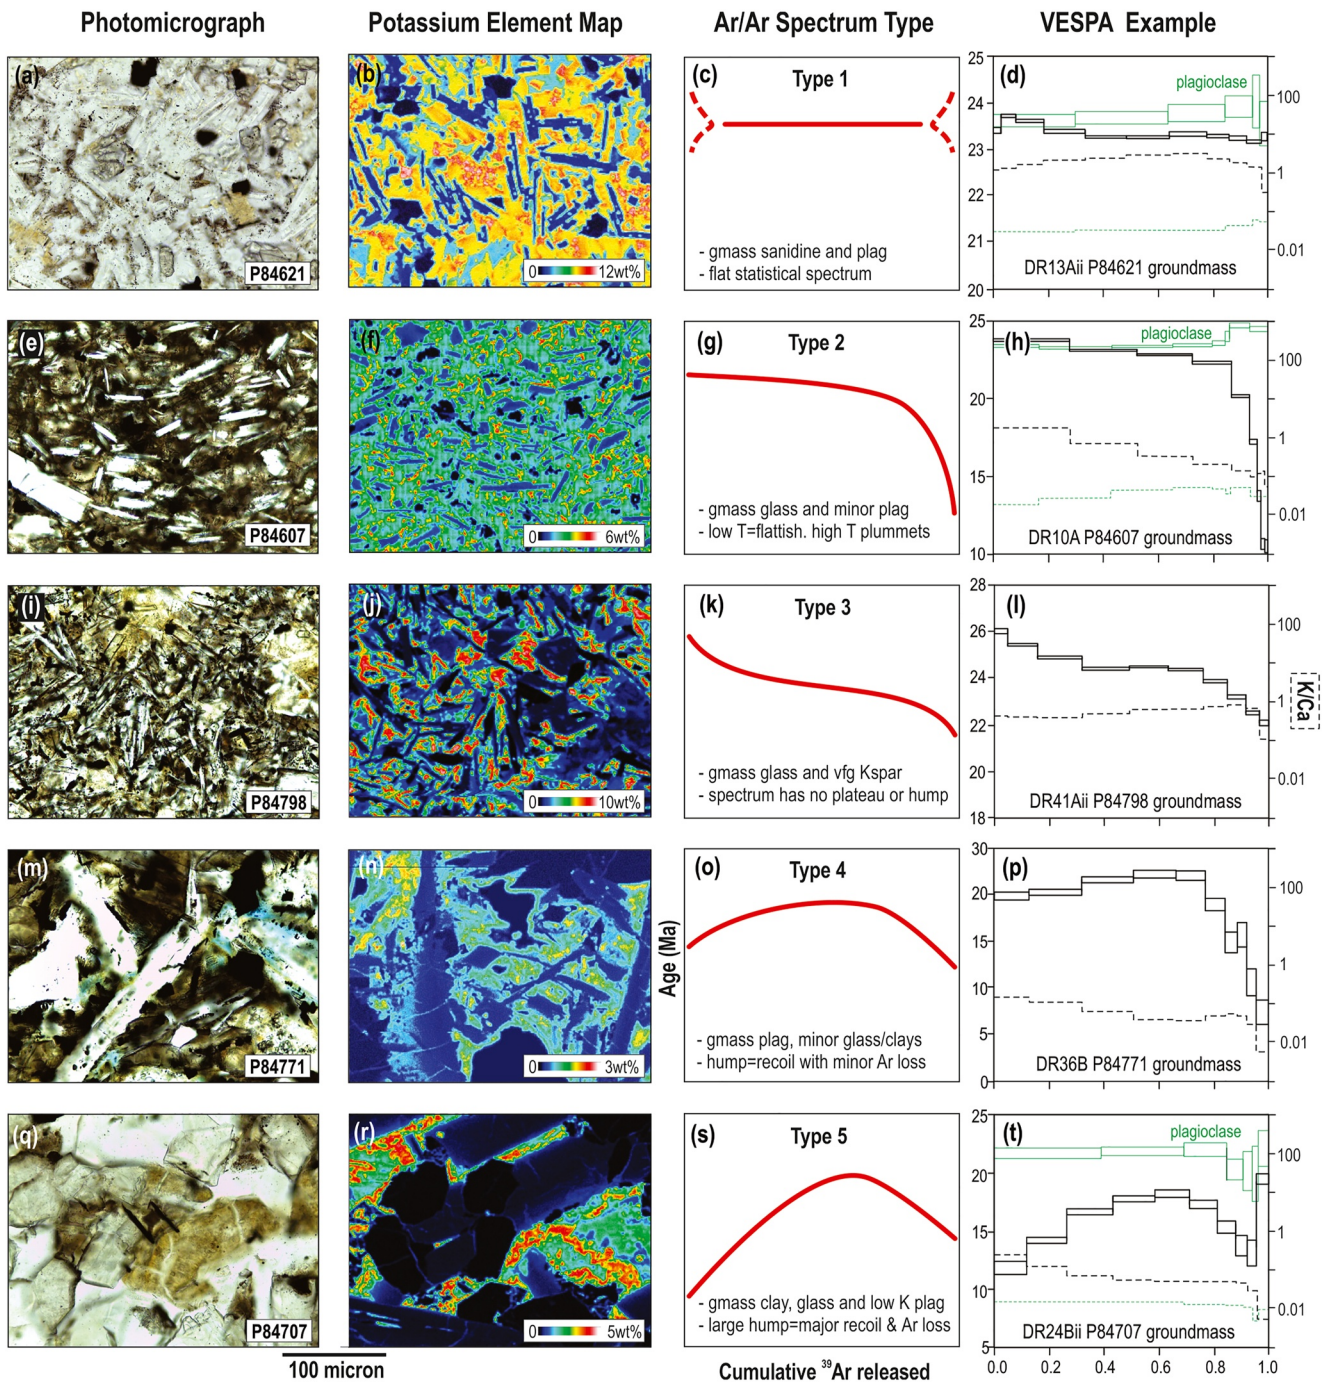 Photomicrograph
Potassium Element Map
Ar/Ar Spectrum Type
VESPA Example
(a)
P84621
(b)
0 12wt%
(c)
Type 1
- gmass sanidine and plag
- flat statistical spectrum
(d)
plagioclase
25
24
23
22
21
20
100
1
0.01
DR13Aii P84621 groundmass
(e)
P84607
(f)
0 6wt%
(g)
Type 2
- gmass glass and minor plag
- low T=flattish. high T plummets
(h)
plagioclase
25
20
15
10
100
1
0.01
DR10A P84607 groundmass
(i)
P84798
(j)
0 10wt%
(k)
Type 3
- gmass glass and vfg Kspar
- spectrum has no plateau or hump
(l)
28
26
24
22
20
18
100
1
0.01
K/Ca
DR41Aii P84798 groundmass
(m)
P84771
(n)
0 3wt%
(o)
Type 4
- gmass plag, minor glass/clays
- hump=recoil with minor Ar loss
Age (Ma)
(p)
30
20
15
10
5
0
100
1
0.01
DR36B P84771 groundmass
(q)
P84707
(r)
0 5wt%
(s)
Type 5
- gmass clay, glass and low K plag
- large hump=major recoil & Ar loss
(t)
plagioclase
25
20
15
10
5
100
1
0.01
DR24Bii P84707 groundmass
0.0 0.2 0.4 0.6 0.8 1.0
100 micron
Cumulative ³⁹Ar released